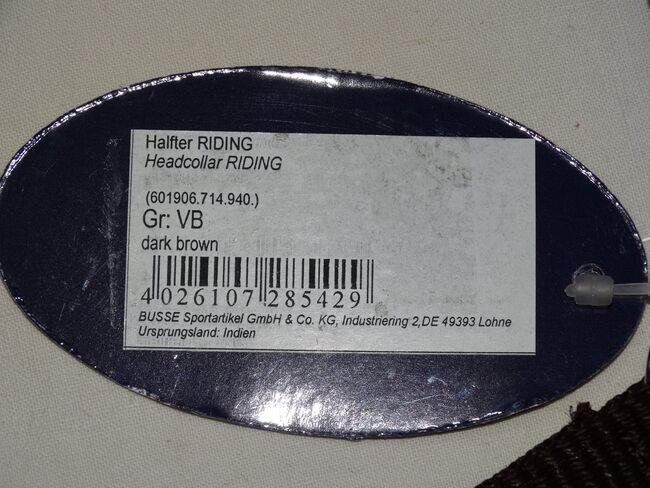 Halfter RIDING
Headcollar RIDING
(601906.714.940.)
Gr: VB
dark brown
4 026107 285429
BUSSE Sportartikel GmbH & Co. KG, Industriering 2,DE 49393 Lohne
Ursprungsland: Indien